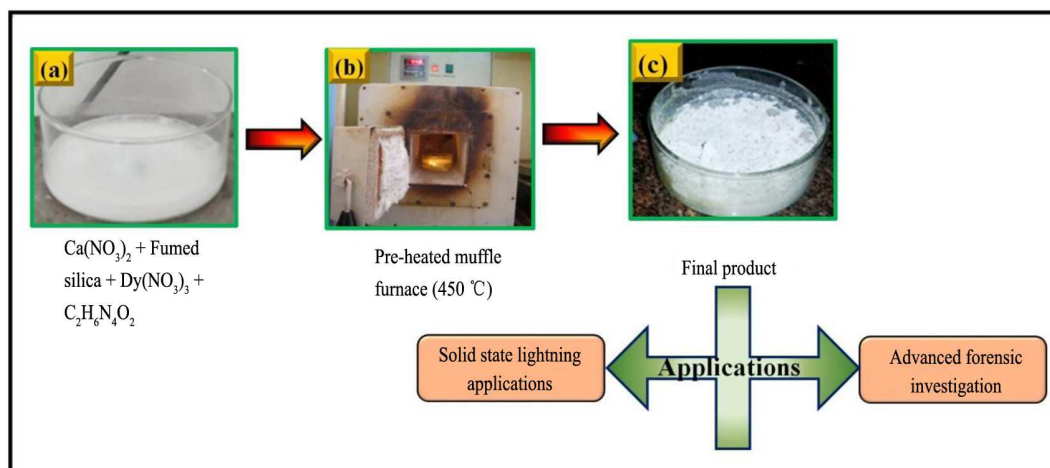 (a)
(b)
(c)
Ca(NO₃)₂ + Fumed
silica + Dy(NO₃)₃ +
C₂H₆N₄O₂
Pre-heated muffle
furnace (450 ℃)
Final product
Solid state lightning
applications
Applications
Advanced forensic
investigation